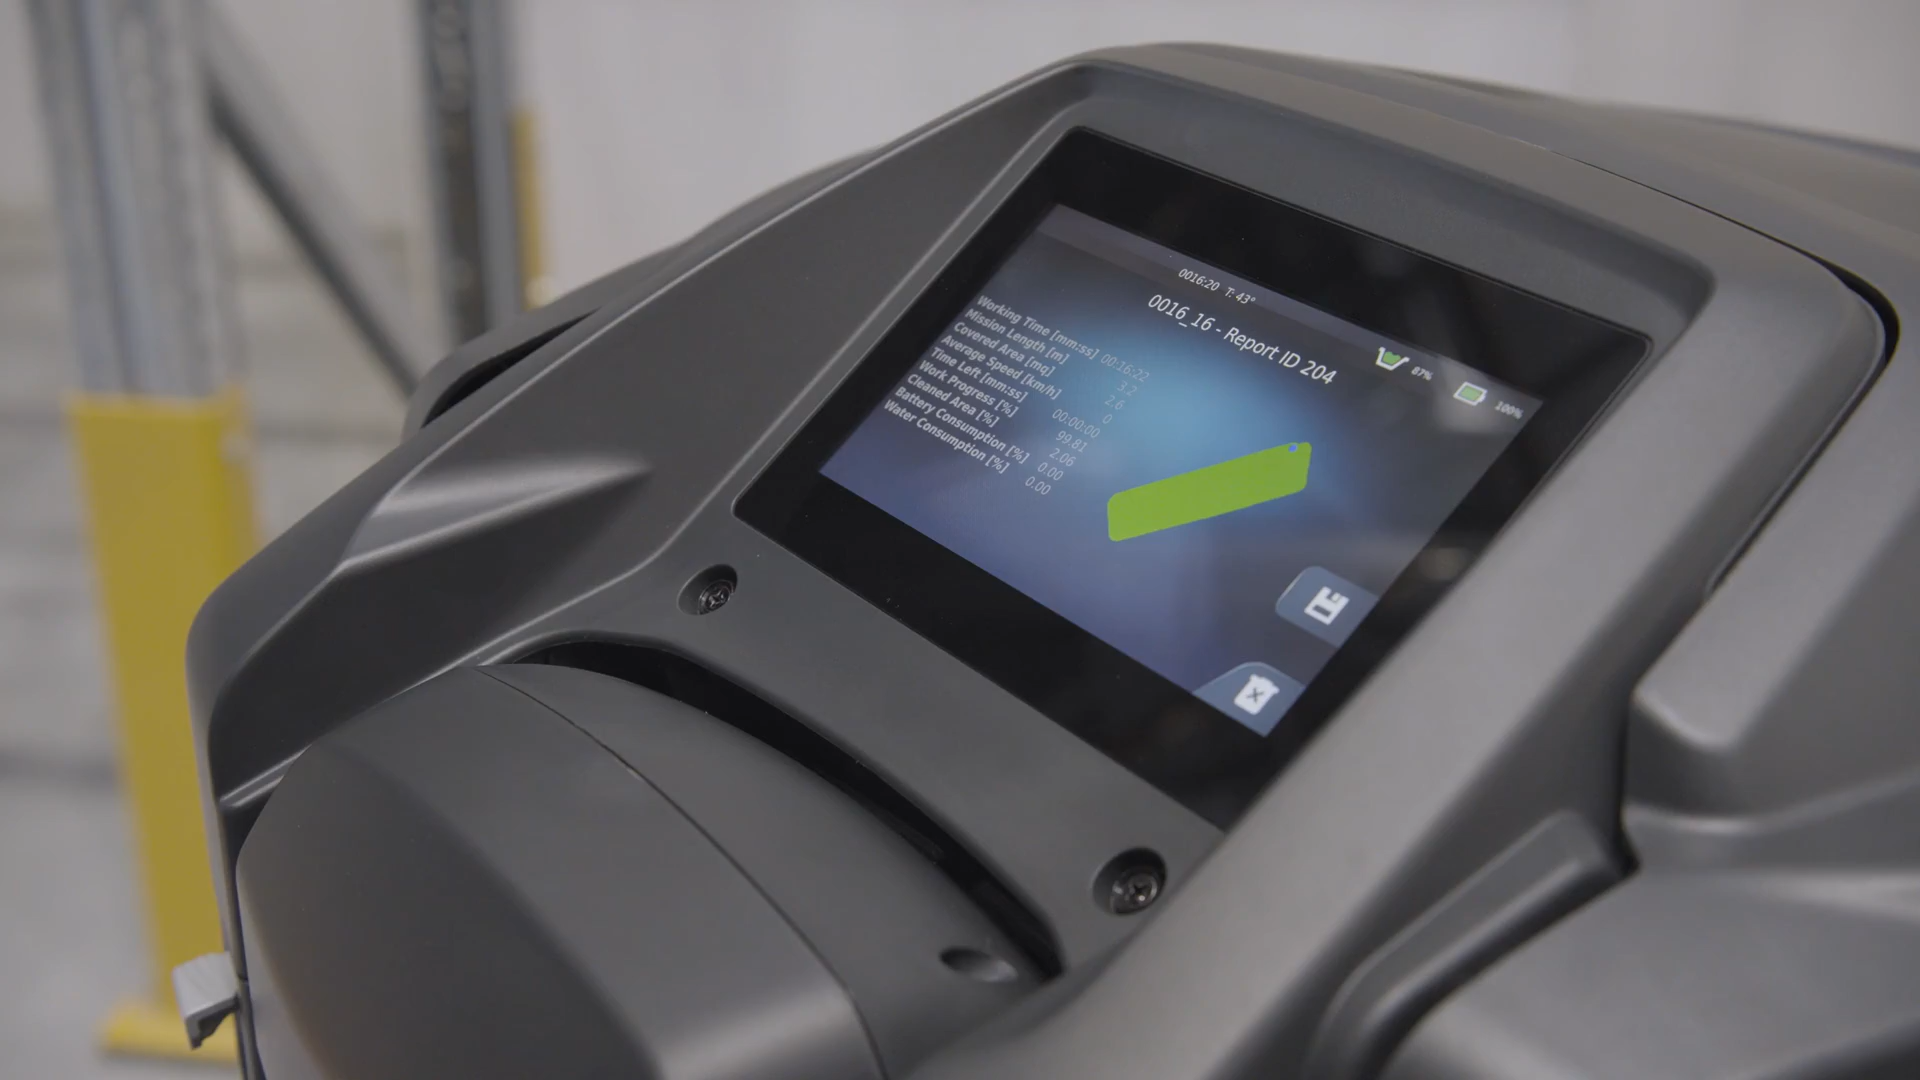 0016:20 T: 43°
0016_16 - Report ID 204
87%
100%
Working Time [mm:ss] 00:16:22
Mission Length [m] 3.2
Covered Area [mq] 2.6
Average Speed [km/h] 0
Time Left [mm:ss] 00:00:00
Work Progress [%] 99.81
Cleaned Area [%] 2.06
Battery Consumption [%] 0.00
Water Consumption [%] 0.00